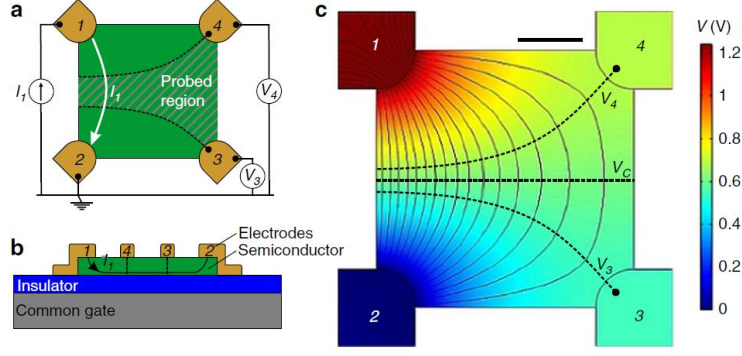 a
1
4
I₁
I₁
Probed
region
V₄
2
3
V₃
b
Electrodes
Semiconductor
1
4
3
2
I₁
Insulator
Common gate
c
1
4
V₄
V_C
V₃
2
3
V (V)
1.2
1.0
0.8
0.6
0.4
0.2
0